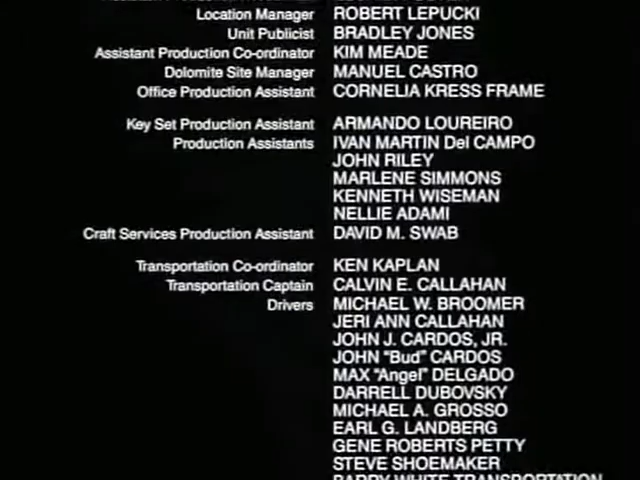 Location Manager ROBERT LEPUCKI
Unit Publicist BRADLEY JONES
Assistant Production Co-ordinator KIM MEADE
Dolomite Site Manager MANUEL CASTRO
Office Production Assistant CORNELIA KRESS FRAME
Key Set Production Assistant ARMANDO LOUREIRO
Production Assistants IVAN MARTIN Del CAMPO
JOHN RILEY
MARLENE SIMMONS
KENNETH WISEMAN
NELLIE ADAMI
Craft Services Production Assistant DAVID M. SWAB
Transportation Co-ordinator KEN KAPLAN
Transportation Captain CALVIN E. CALLAHAN
Drivers MICHAEL W. BROOMER
JERI ANN CALLAHAN
JOHN J. CARDOS, JR.
JOHN "Bud" CARDOS
MAX "Angel" DELGADO
DARRELL DUBOVSKY
MICHAEL A. GROSSO
EARL G. LANDBERG
GENE ROBERTS PETTY
STEVE SHOEMAKER
BARRY WHITE TRANSPORTATION